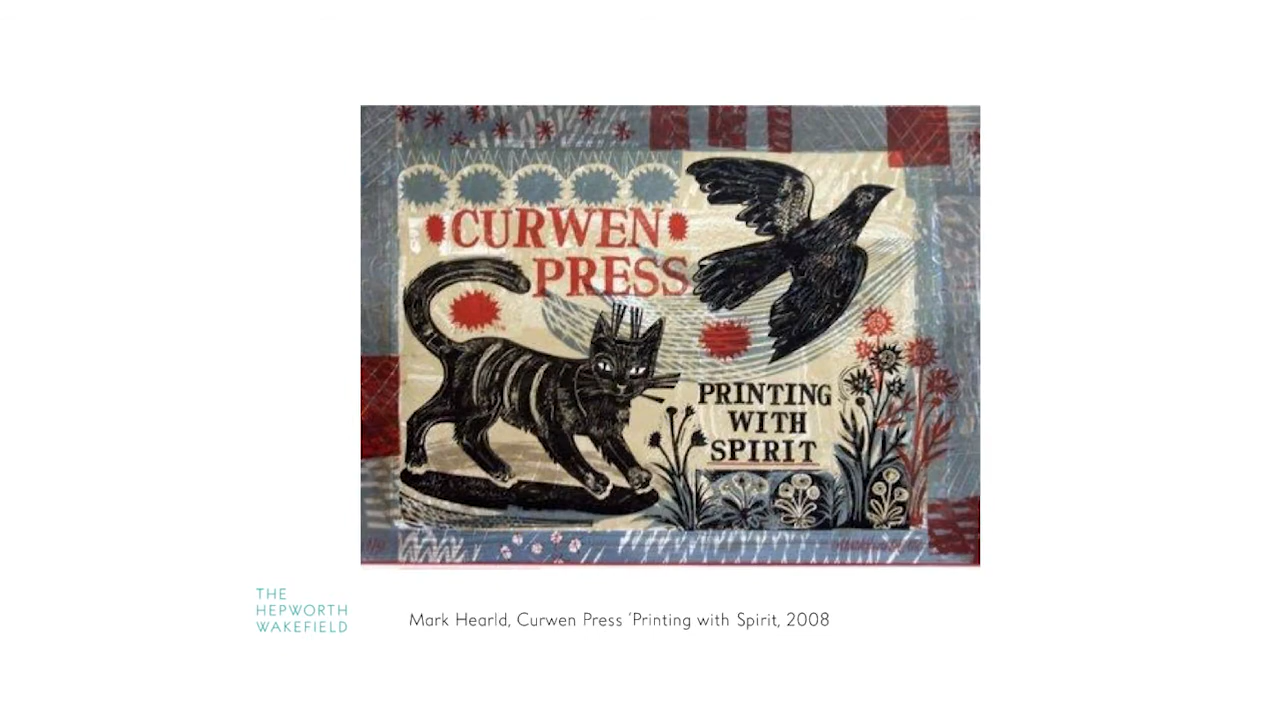 CURWEN
PRESS
PRINTING
WITH
SPIRIT
THE
HEPWORTH
WAKEFIELD
Mark Hearld, Curwen Press 'Printing with Spirit, 2008